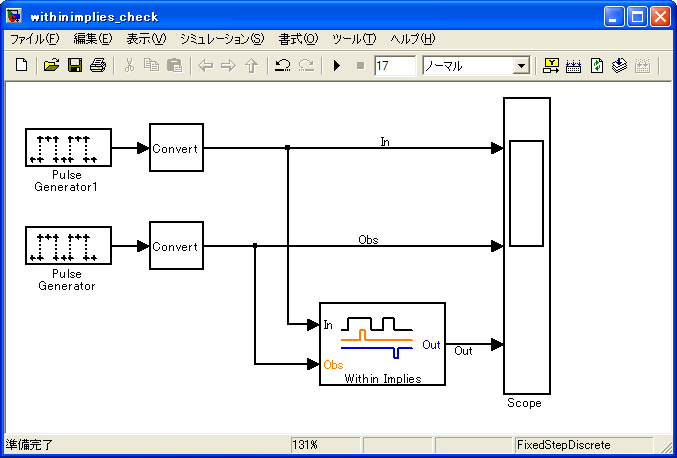 withinimplies_check
ファイル(F) 編集(E) 表示(V) シミュレーション(S) 書式(O) ツール(T) ヘルプ(H)
17 ノーマル
In
Convert
Pulse
Generator1
Obs
Convert
Pulse
Generator
In
Out
Out
Obs
Within Implies
Scope
準備完了 131% FixedStepDiscrete